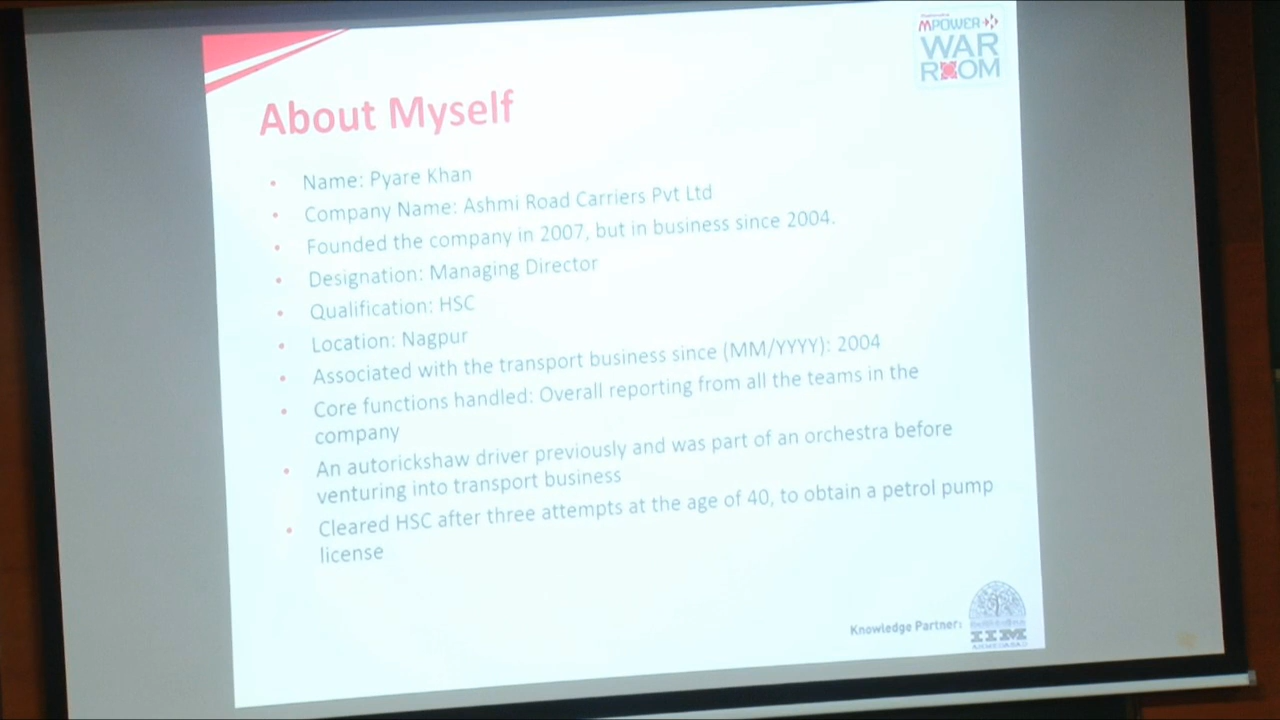 MPOWER
WAR
ROOM
About Myself
• Name: Pyare Khan
• Company Name: Ashmi Road Carriers Pvt Ltd
• Founded the company in 2007, but in business since 2004.
• Designation: Managing Director
• Qualification: HSC
• Location: Nagpur
• Associated with the transport business since (MM/YYYY): 2004
• Core functions handled: Overall reporting from all the teams in the
company
• An autorickshaw driver previously and was part of an orchestra before
venturing into transport business
• Cleared HSC after three attempts at the age of 40, to obtain a petrol pump
license
Knowledge Partner:
IIM
AHMEDABAD